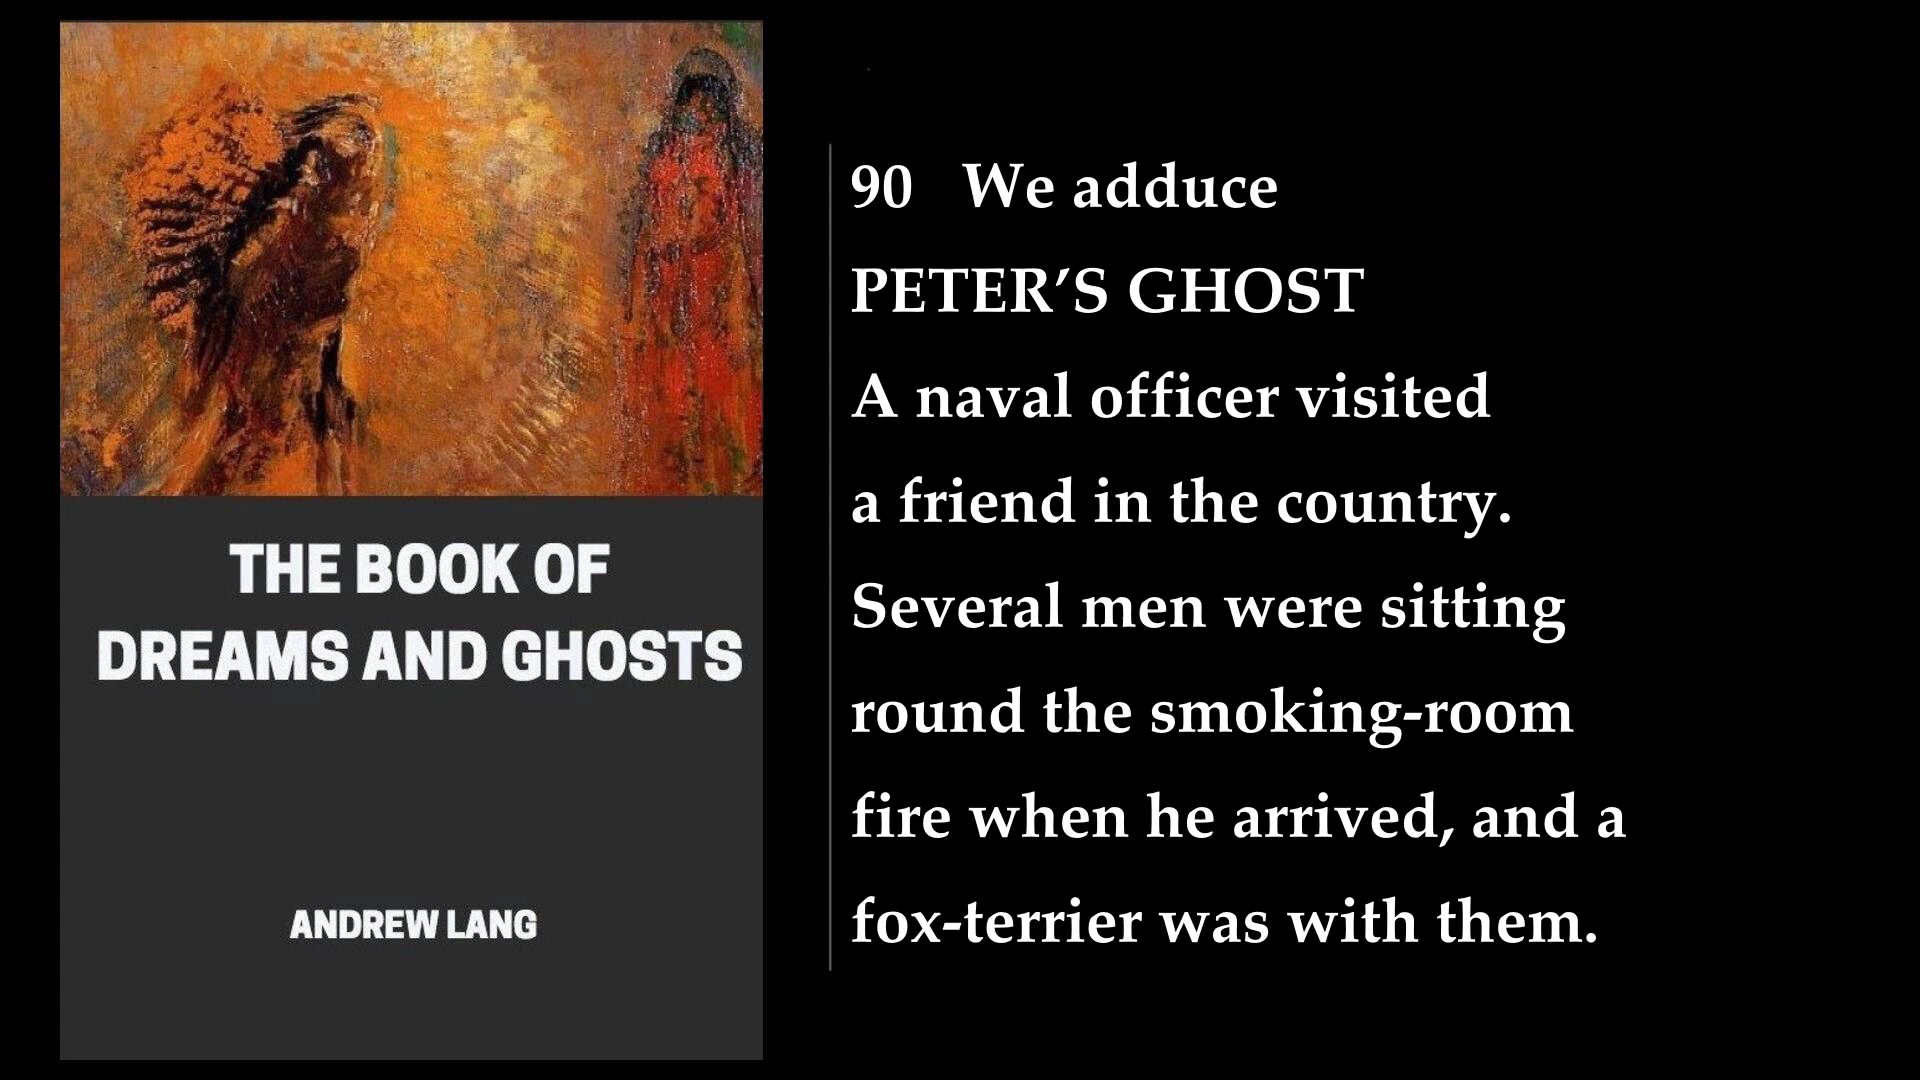 THE BOOK OF
DREAMS AND GHOSTS
ANDREW LANG
90 We adduce
PETER’S GHOST
A naval officer visited
a friend in the country.
Several men were sitting
round the smoking-room
fire when he arrived, and a
fox-terrier was with them.